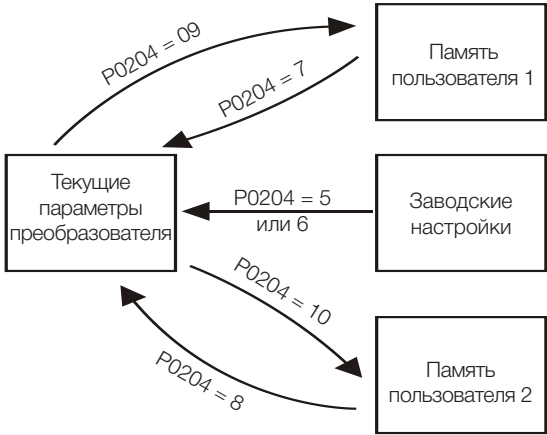 P0204 = 09
Память
пользователя 1
P0204 = 7
Текущие
параметры
преобразователя
P0204 = 5
или 6
Заводские
настройки
P0204 = 10
P0204 = 8
Память
пользователя 2